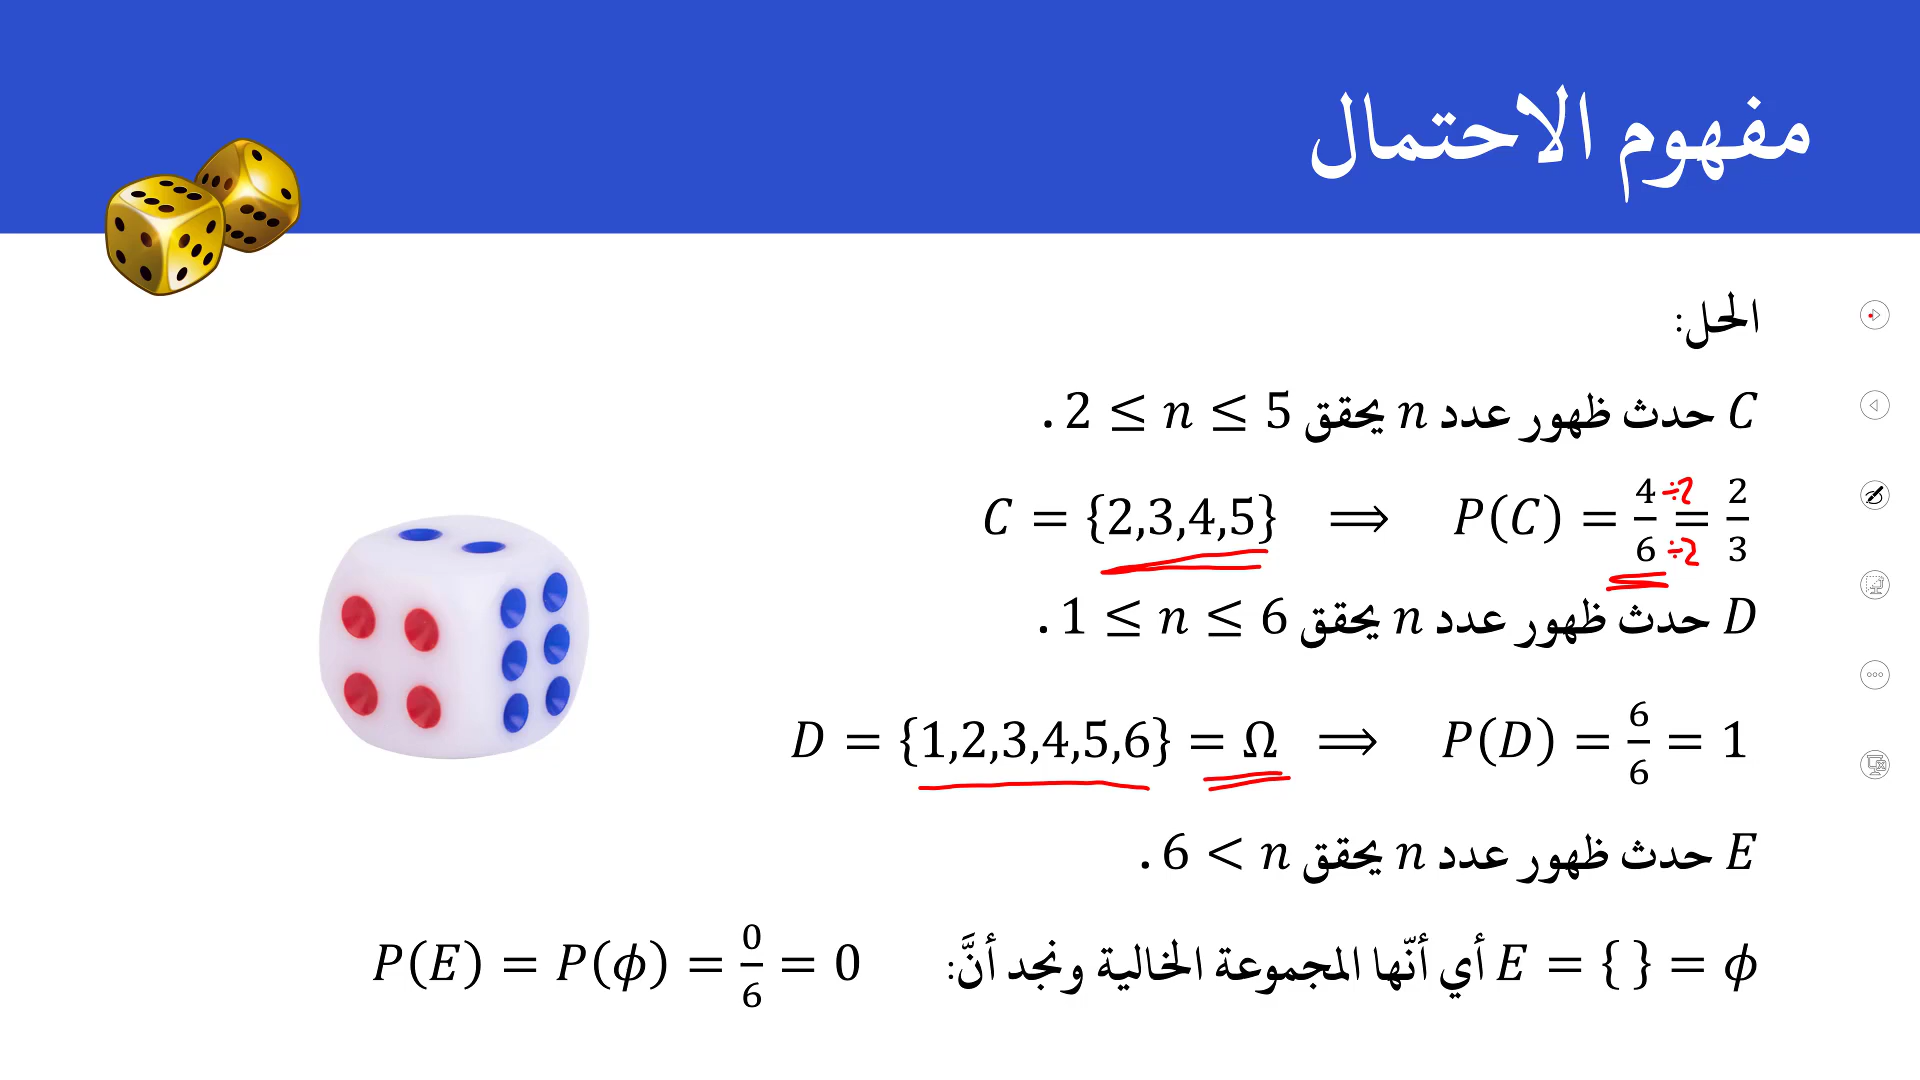 مفهوم الاحتمال
الحل:
C حدث ظهور عدد n يحقق 2 ≤ n ≤ 5 .
C = {2,3,4,5} ⟹ P(C) = 4/6 = 2/3
÷2
÷2
D حدث ظهور عدد n يحقق 1 ≤ n ≤ 6 .
D = {1,2,3,4,5,6} = Ω ⟹ P(D) = 6/6 = 1
E حدث ظهور عدد n يحقق 6 < n .
E = { } = ϕ أي أنّها المجموعة الخالية ونجد أنَّ: P(E) = P(ϕ) = 0/6 = 0